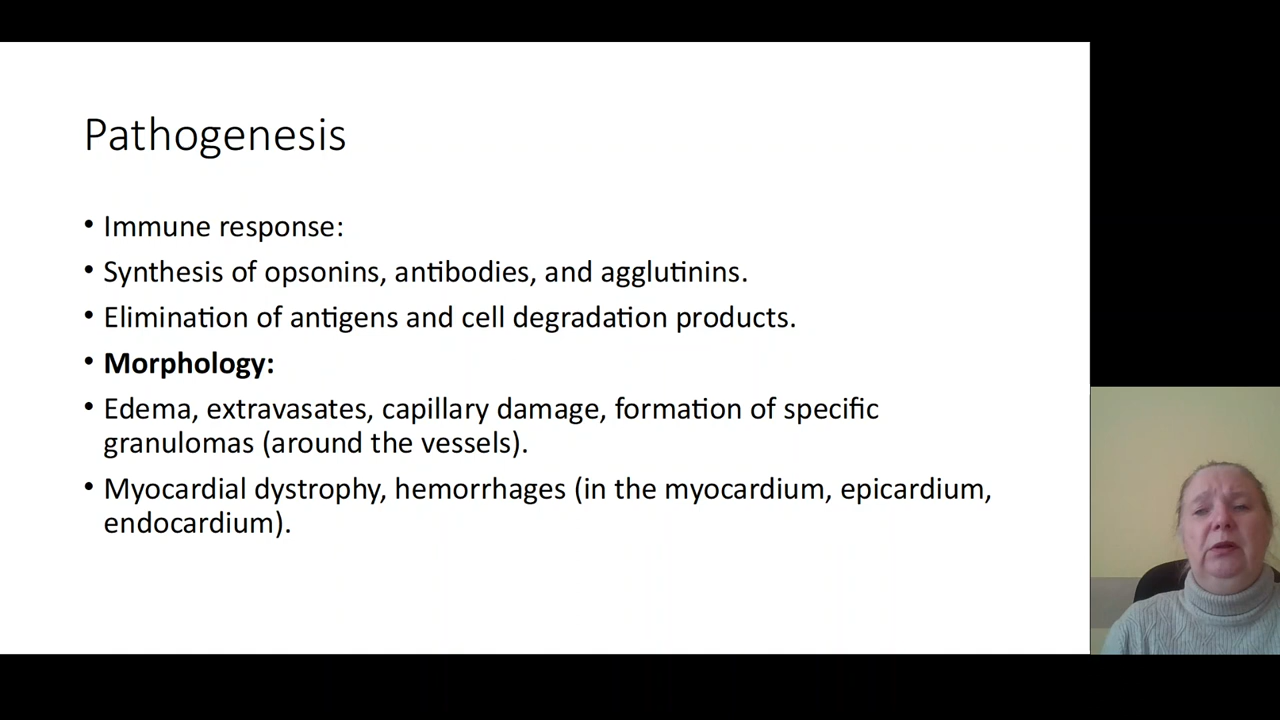 Pathogenesis
• Immune response:
• Synthesis of opsonins, antibodies, and agglutinins.
• Elimination of antigens and cell degradation products.
• Morphology:
• Edema, extravasates, capillary damage, formation of specific
granulomas (around the vessels).
• Myocardial dystrophy, hemorrhages (in the myocardium, epicardium,
endocardium).